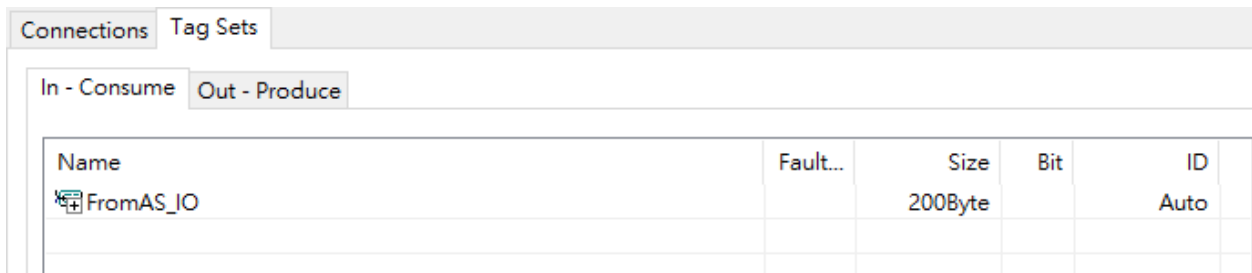 Connections Tag Sets
In - Consume Out - Produce
Name Fault... Size Bit ID
FromAS_IO 200Byte Auto